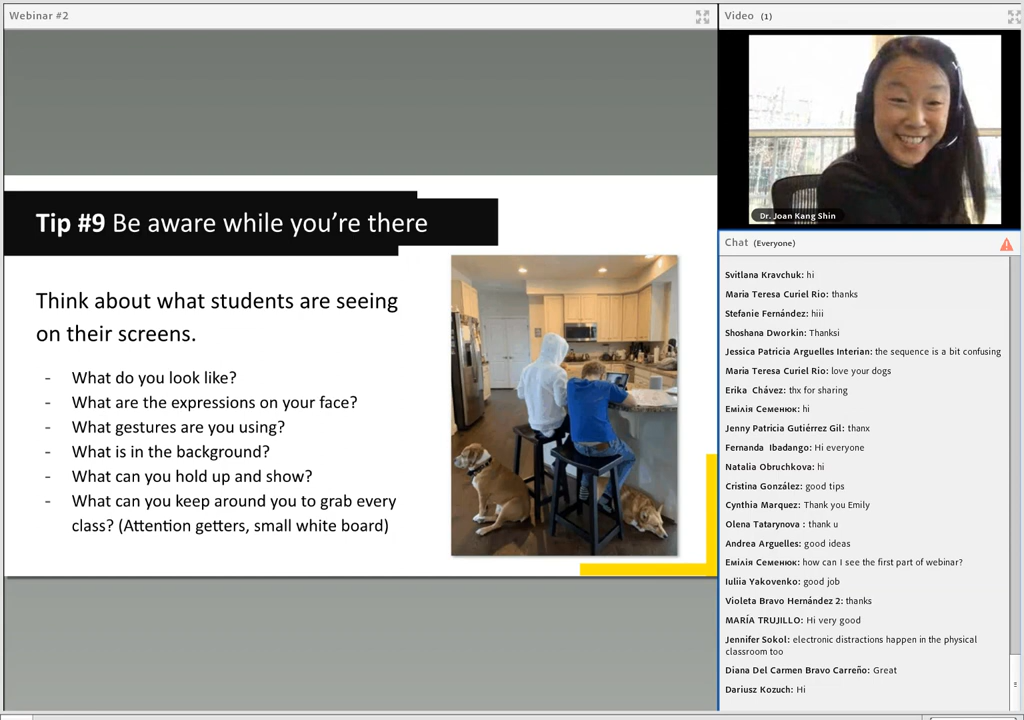 Webinar #2
Tip #9 Be aware while you're there
Think about what students are seeing
on their screens.
- What do you look like?
- What are the expressions on your face?
- What gestures are you using?
- What is in the background?
- What can you hold up and show?
- What can you keep around you to grab every
class? (Attention getters, small white board)
Video (1)
Dr. Joan Kang Shin
Chat (Everyone)
Svitlana Kravchuk: hi
Maria Teresa Curiel Rio: thanks
Stefanie Fernández: hiii
Shoshana Dworkin: Thanksi
Jessica Patricia Arguelles Interian: the sequence is a bit confusing
Maria Teresa Curiel Rio: love your dogs
Erika Chávez: thx for sharing
Емілія Семенюк: hi
Jenny Patricia Gutiérrez Gil: thanx
Fernanda Ibadango: Hi everyone
Natalia Obruchkova: hi
Cristina González: good tips
Cynthia Marquez: Thank you Emily
Olena Tatarynova : thank u
Andrea Arguelles: good ideas
Емілія Семенюк: how can I see the first part of webinar?
Iuliia Yakovenko: good job
Violeta Bravo Hernández 2: thanks
MARÍA TRUJILLO: Hi very good
Jennifer Sokol: electronic distractions happen in the physical
classroom too
Diana Del Carmen Bravo Carreño: Great
Dariusz Kozuch: Hi